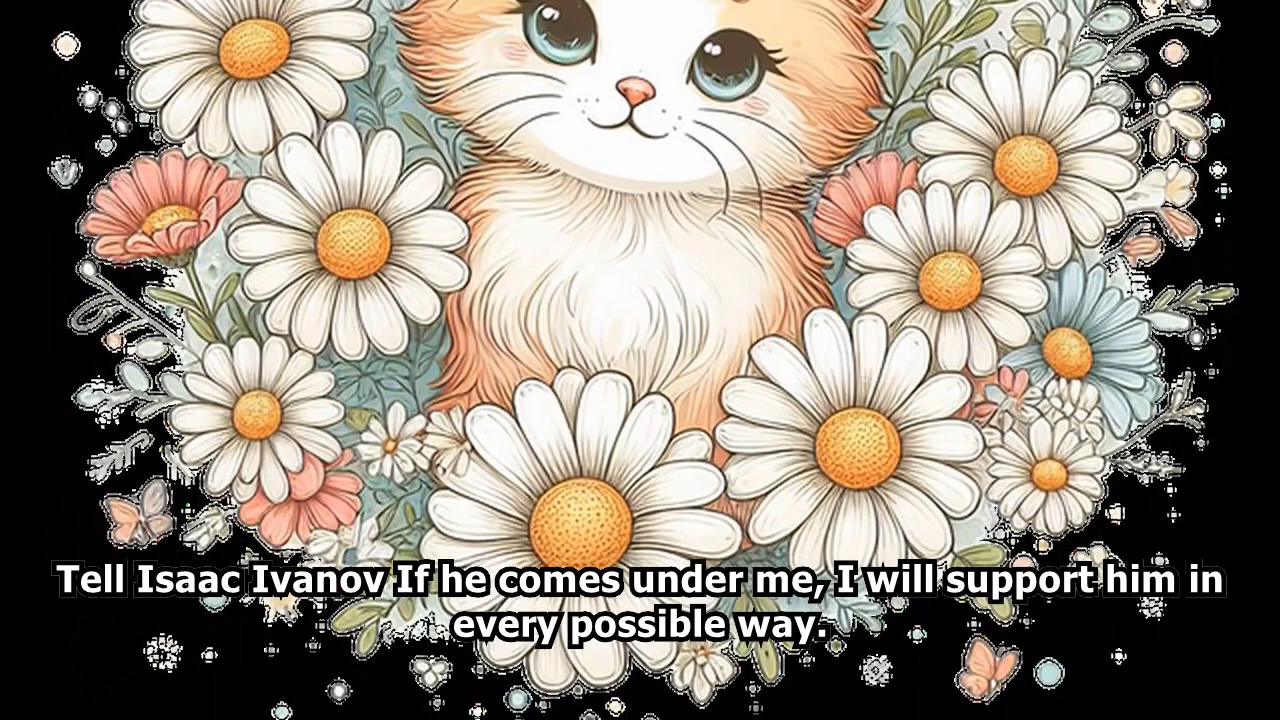 Tell Isaac Ivanov If he comes under me, I will support him in
every possible way.